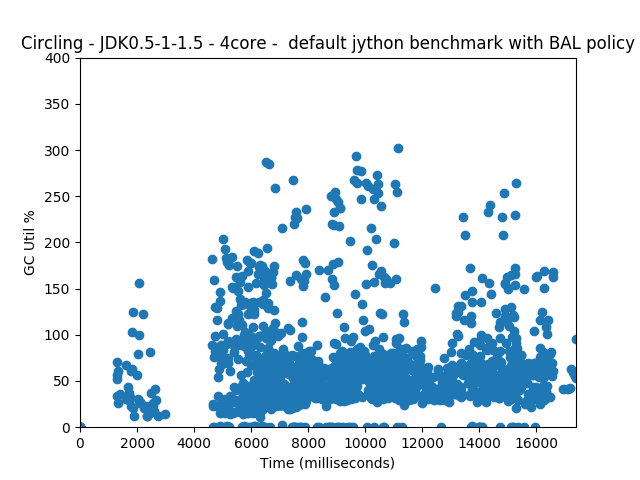 Circling - JDK0.5-1-1.5 - 4core -  default jython benchmark with BAL policy
400
350
300
250
200
150
100
50
0
GC Util %
0 2000 4000 6000 8000 10000 12000 14000 16000
Time (milliseconds)